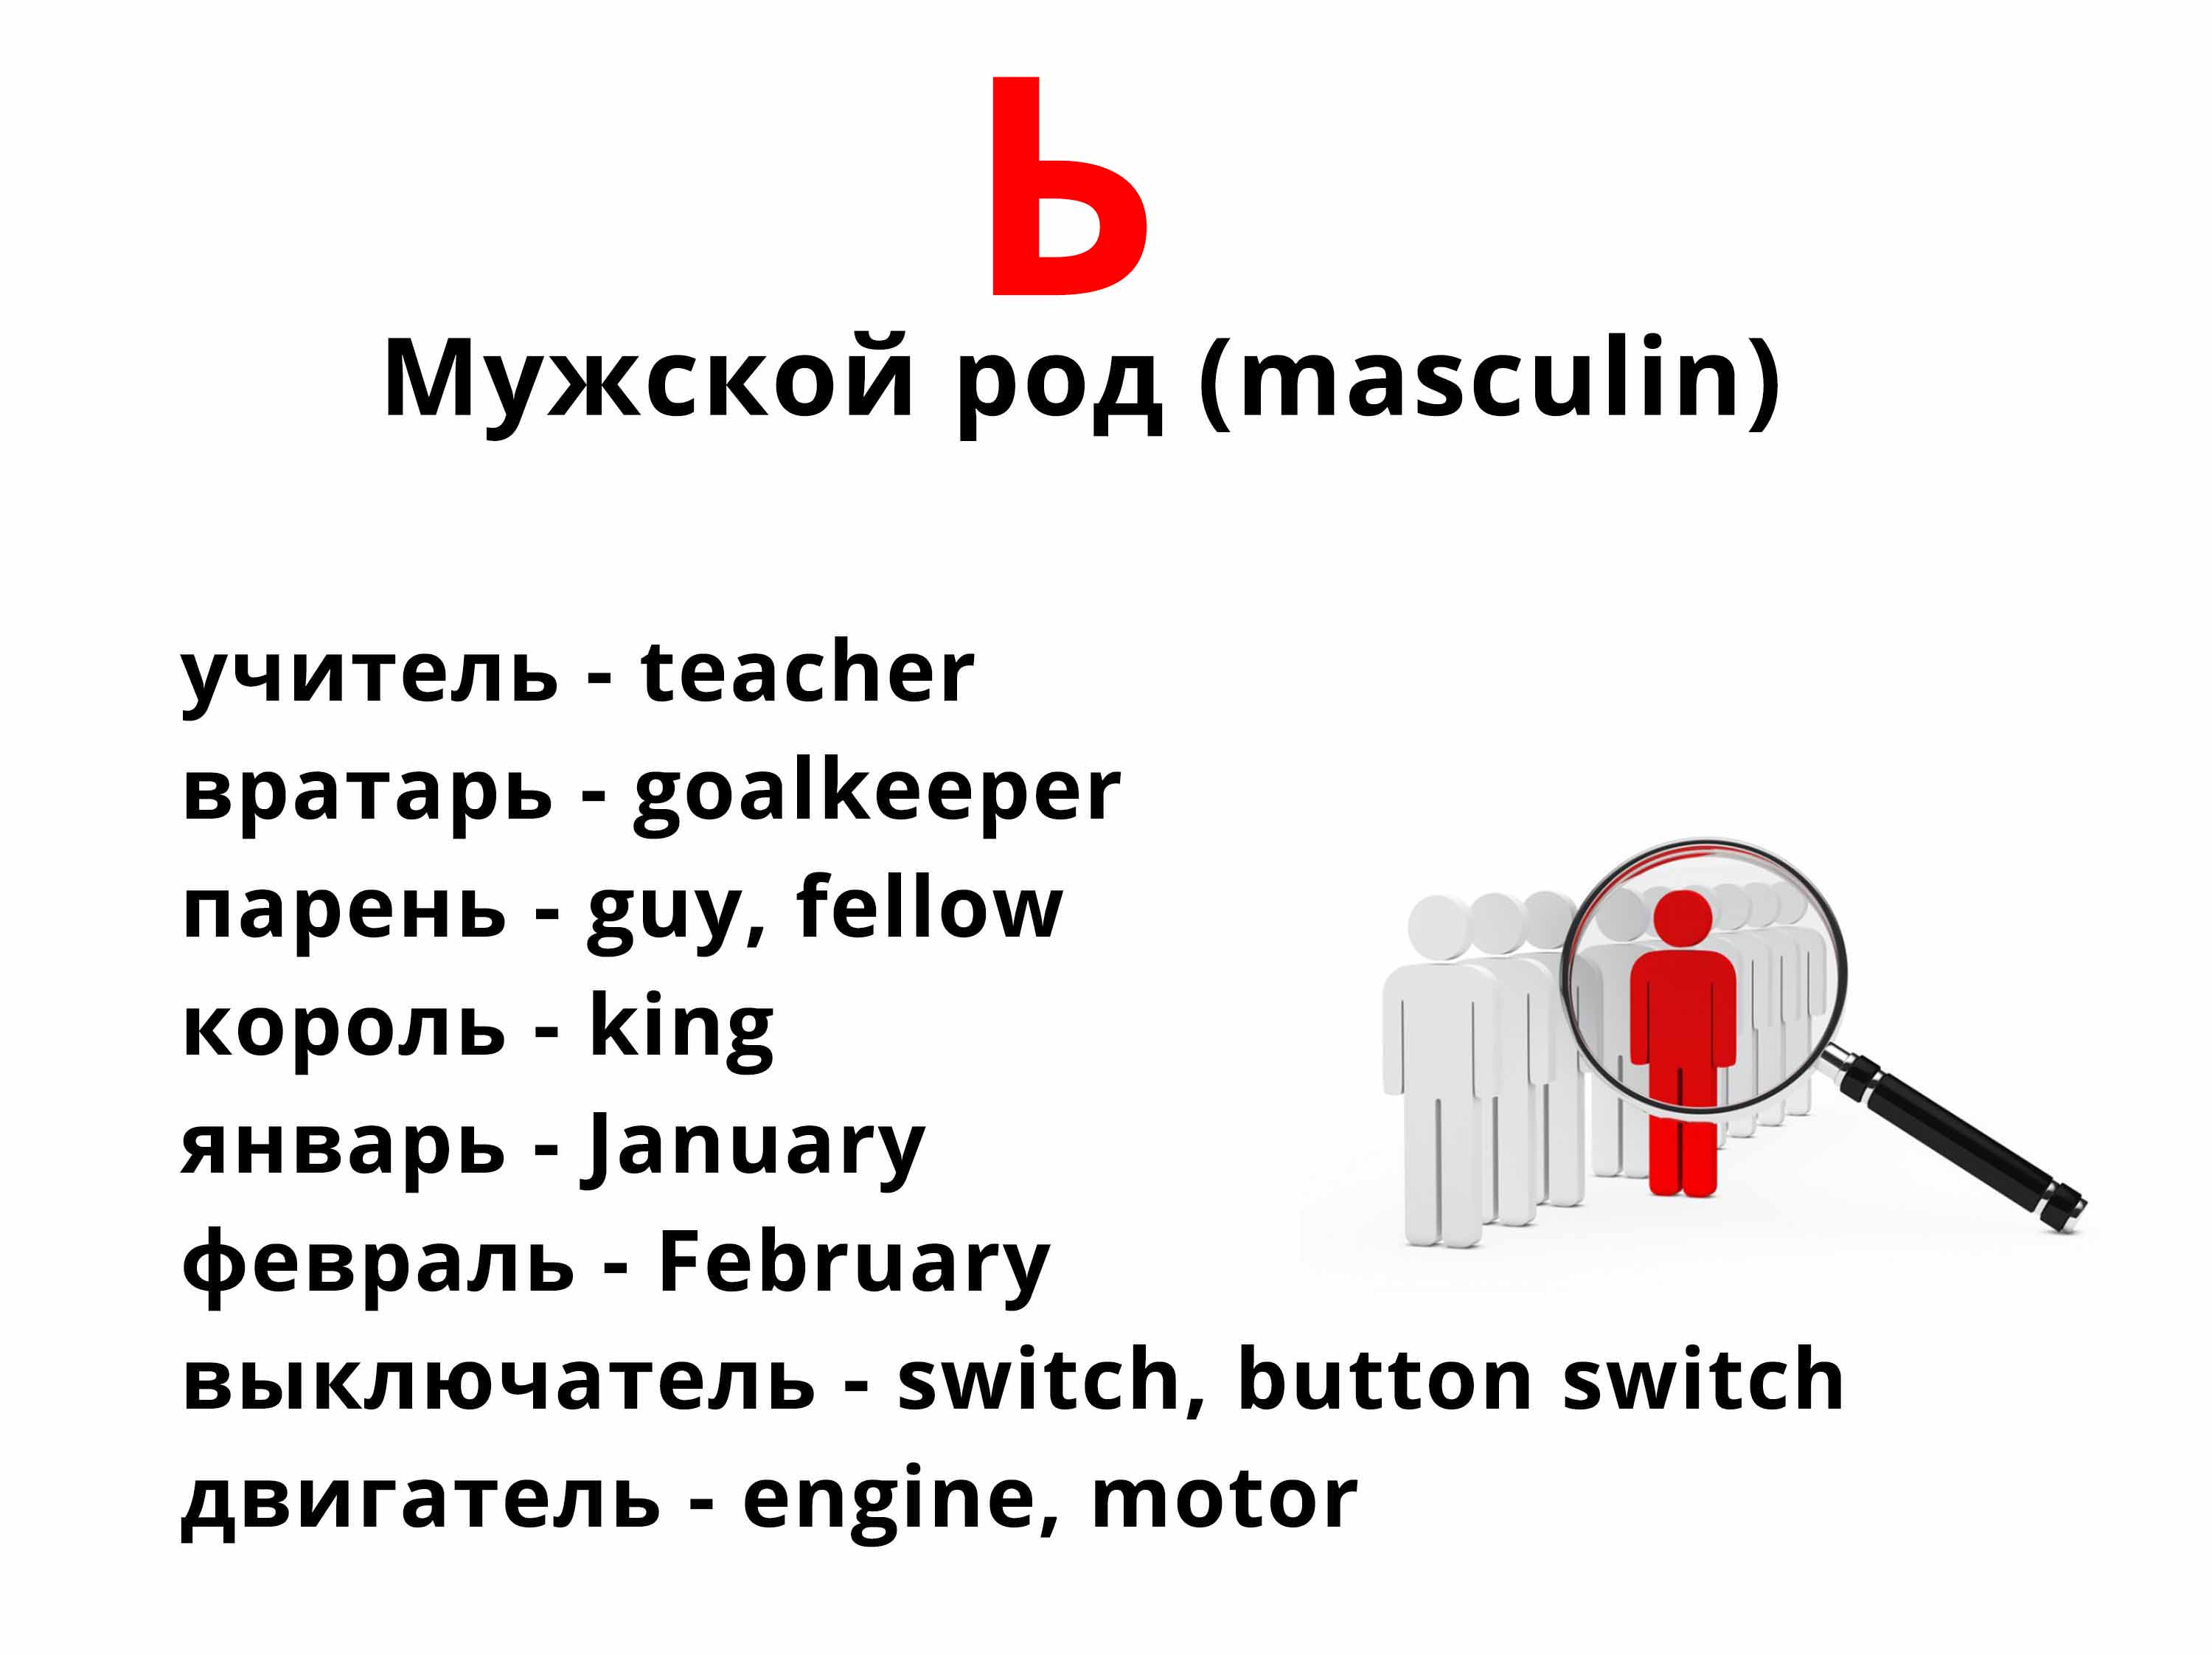 Ь
Мужской род (masculin)
учитель - teacher
вратарь - goalkeeper
парень - guy, fellow
король - king
январь - January
февраль - February
выключатель - switch, button switch
двигатель - engine, motor